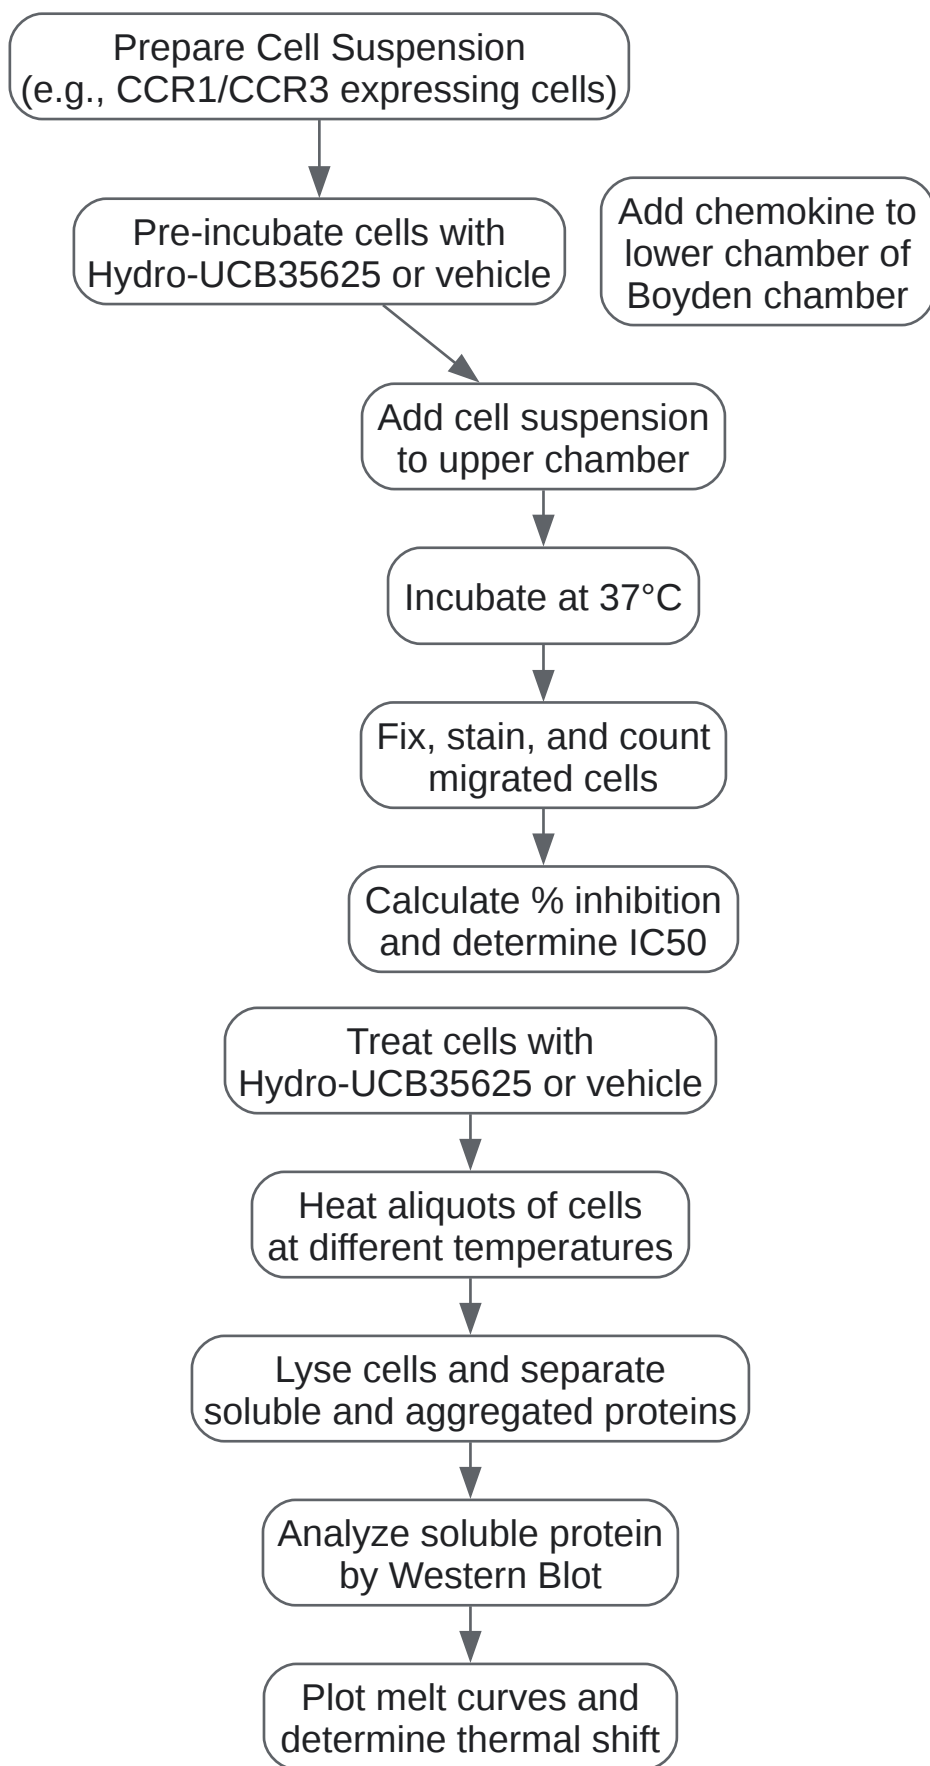 Prepare Cell Suspension
(e.g., CCR1/CCR3 expressing cells)
Pre-incubate cells with
Hydro-UCB35625 or vehicle
Add chemokine to
lower chamber of
Boyden chamber
Add cell suspension
to upper chamber
Incubate at 37°C
Fix, stain, and count
migrated cells
Calculate % inhibition
and determine IC50
Treat cells with
Hydro-UCB35625 or vehicle
Heat aliquots of cells
at different temperatures
Lyse cells and separate
soluble and aggregated proteins
Analyze soluble protein
by Western Blot
Plot melt curves and
determine thermal shift